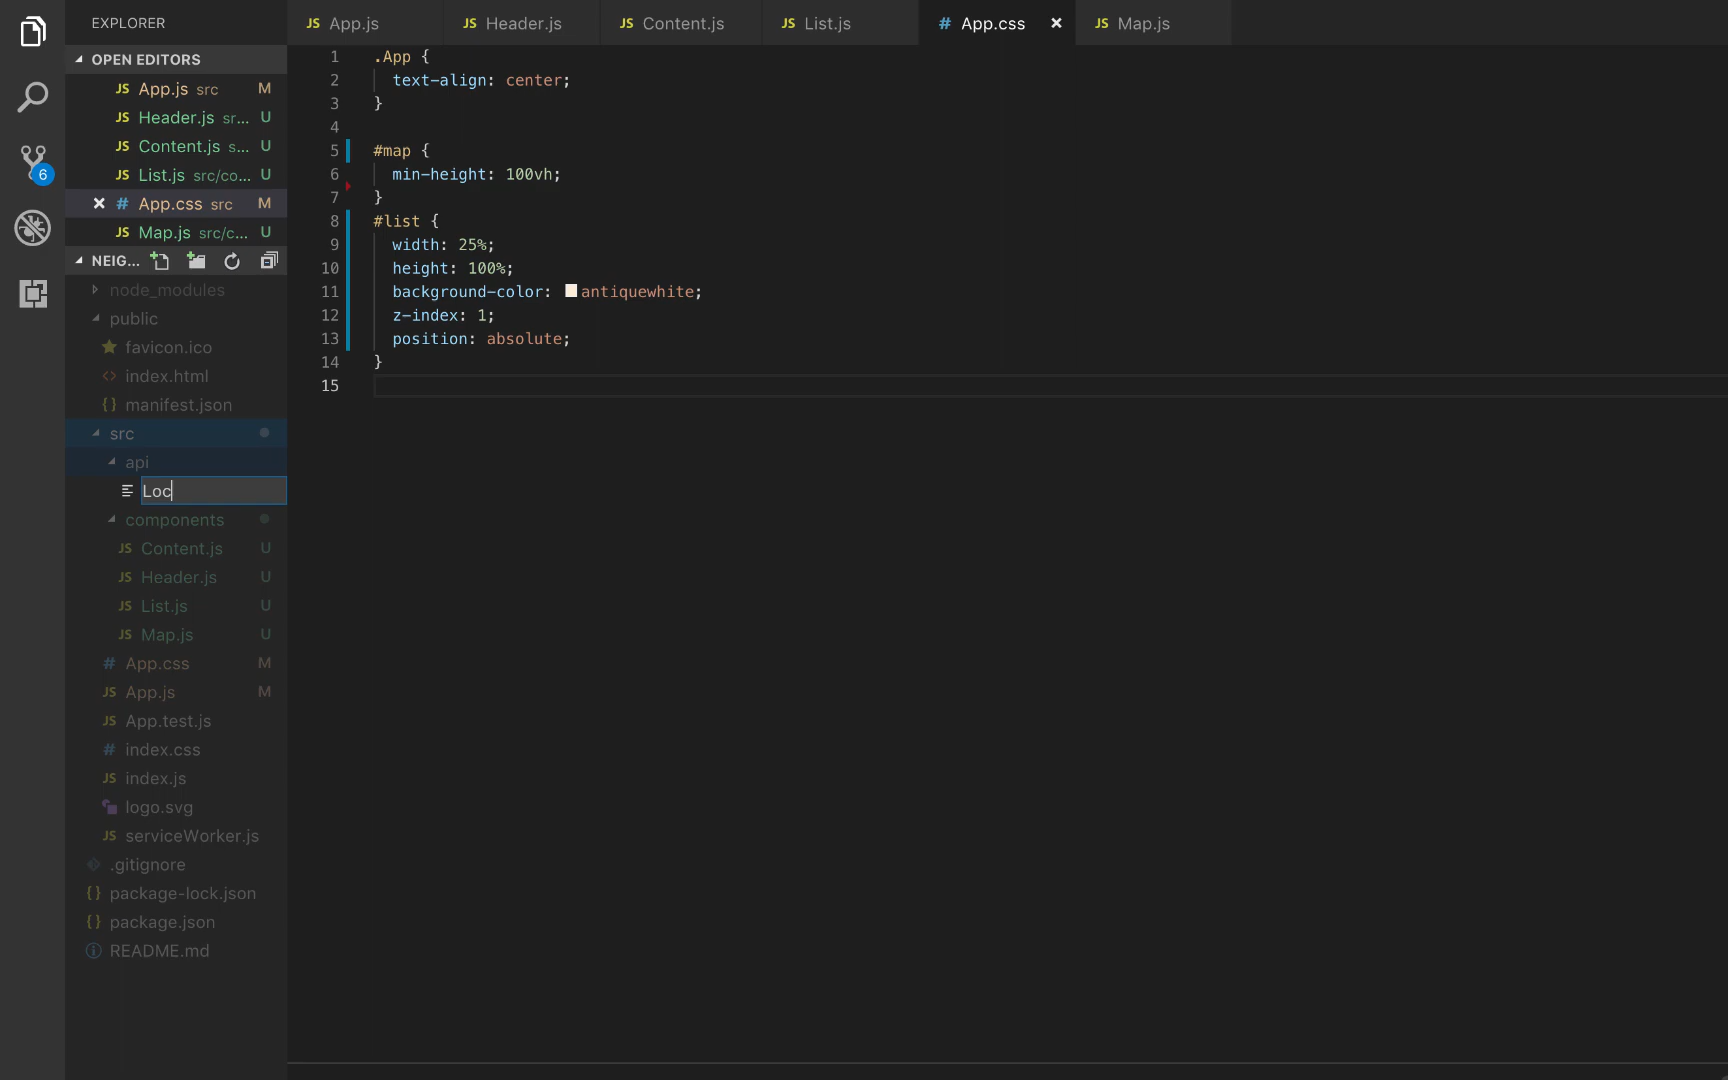 EXPLORER
OPEN EDITORS
JS App.js src M
JS Header.js sr... U
JS Content.js s... U
JS List.js src/co... U
# App.css src M
JS Map.js src/c... U
NEIG...
node_modules
public
favicon.ico
<> index.html
{} manifest.json
src
api
Loc
components
JS Content.js U
JS Header.js U
JS List.js U
JS Map.js U
# App.css M
JS App.js M
JS App.test.js
# index.css
JS index.js
logo.svg
JS serviceWorker.js
.gitignore
{} package-lock.json
{} package.json
README.md
6
JS App.js JS Header.js JS Content.js JS List.js # App.css JS Map.js
1 .App {
2 text-align: center;
3 }
4
5 #map {
6 min-height: 100vh;
7 }
8 #list {
9 width: 25%;
10 height: 100%;
11 background-color: antiquewhite;
12 z-index: 1;
13 position: absolute;
14 }
15